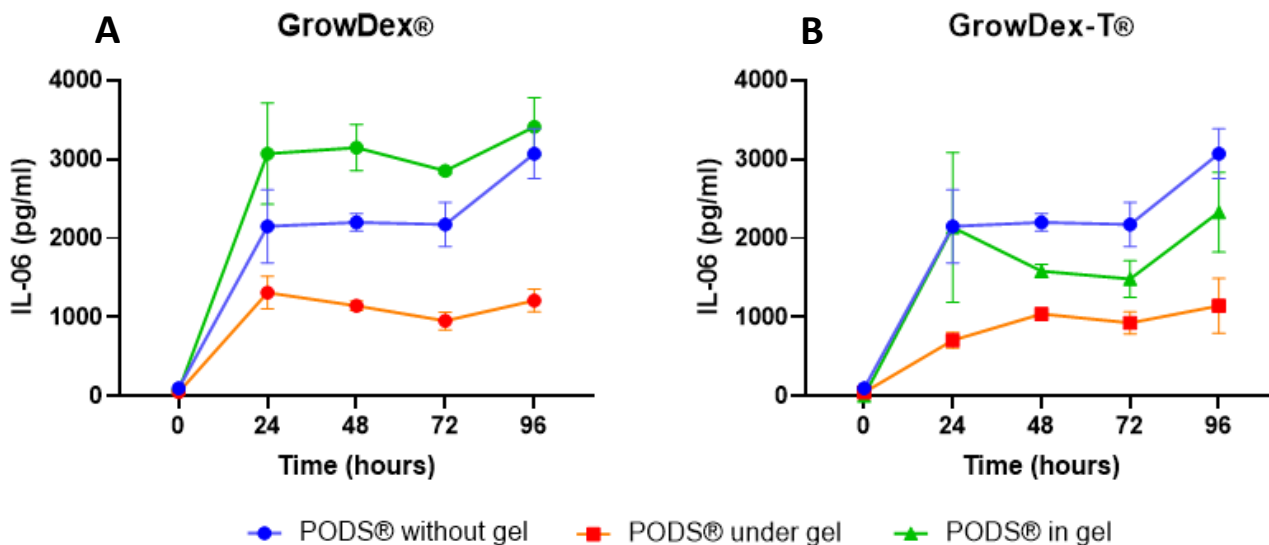 A GrowDex®
4000
3000
2000
1000
0
IL-06 (pg/ml)
0 24 48 72 96
Time (hours)
B GrowDex-T®
4000
3000
2000
1000
0
IL-06 (pg/ml)
0 24 48 72 96
Time (hours)
PODS® without gel PODS® under gel PODS® in gel